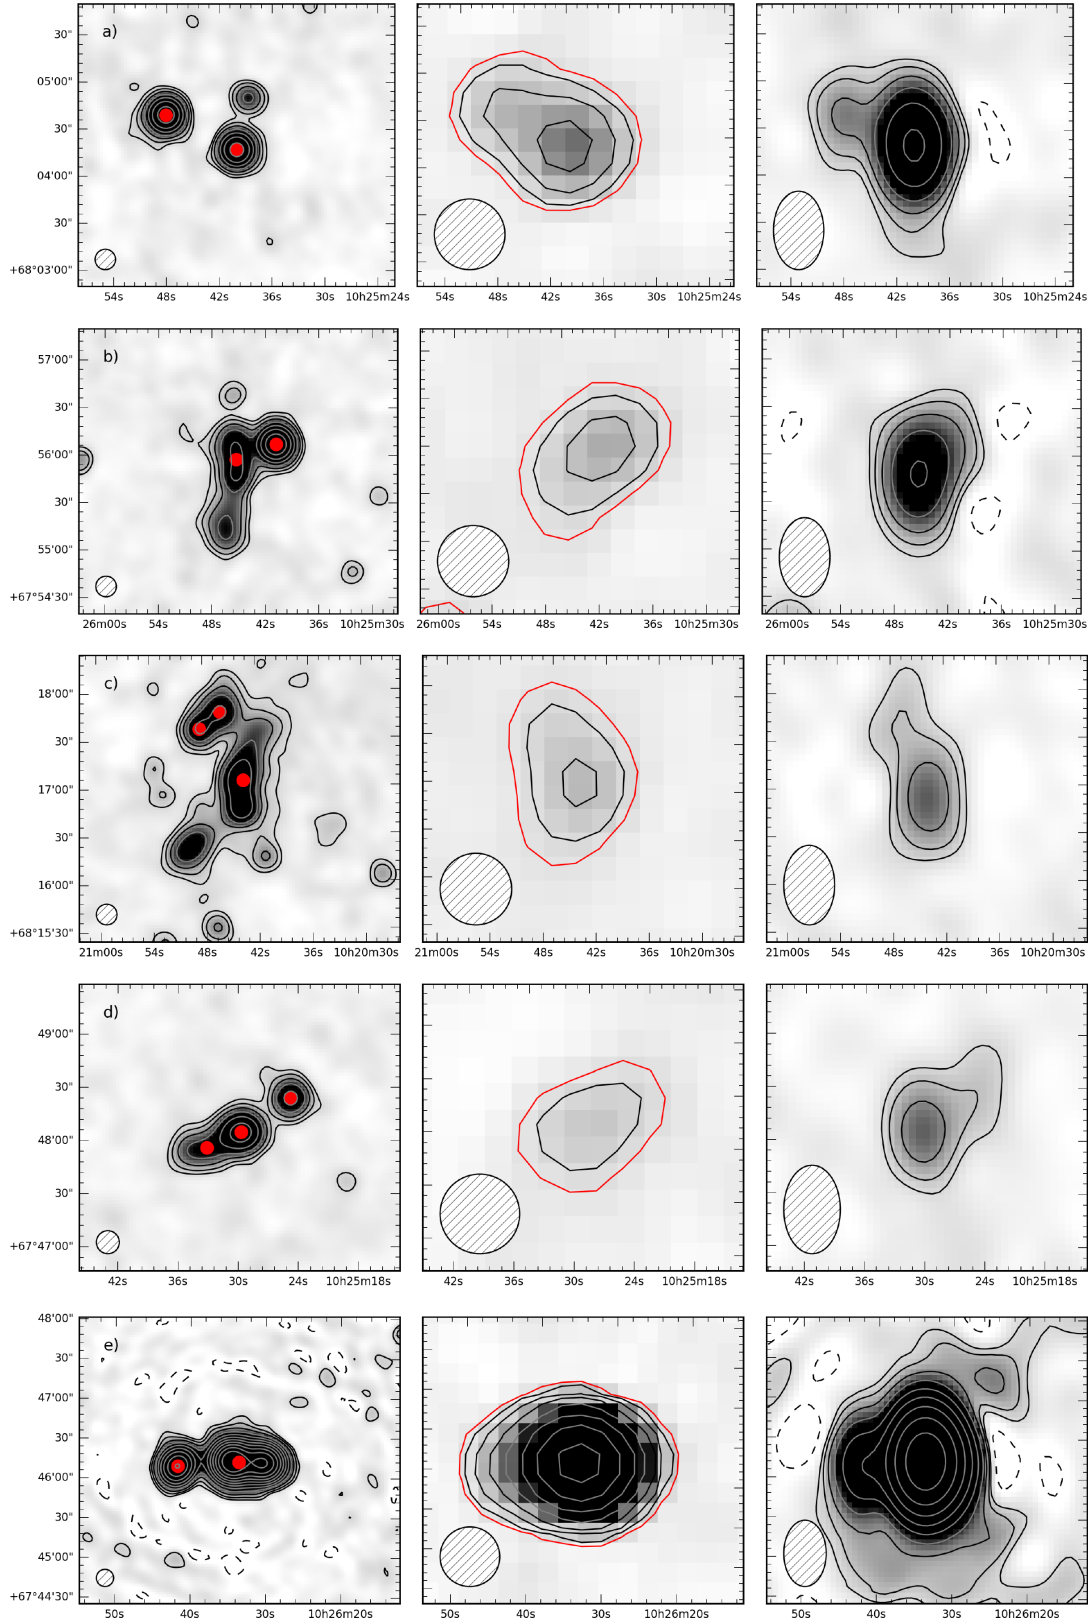 a)
30"
05'00"
30"
04'00"
30"
+68°03'00"
54s 48s 42s 36s 30s 10h25m24s
54s 48s 42s 36s 30s 10h25m24s
54s 48s 42s 36s 30s 10h25m24s
b)
57'00"
30"
56'00"
30"
55'00"
+67°54'30"
26m00s 54s 48s 42s 36s 10h25m30s
26m00s 54s 48s 42s 36s 10h25m30s
26m00s 54s 48s 42s 36s 10h25m30s
c)
18'00"
30"
17'00"
30"
16'00"
+68°15'30"
21m00s 54s 48s 42s 36s 10h20m30s
21m00s 54s 48s 42s 36s 10h20m30s
21m00s 54s 48s 42s 36s 10h20m30s
d)
49'00"
30"
48'00"
30"
+67°47'00"
42s 36s 30s 24s 10h25m18s
42s 36s 30s 24s 10h25m18s
42s 36s 30s 24s 10h25m18s
e)
48'00"
30"
47'00"
30"
46'00"
30"
45'00"
+67°44'30"
50s 40s 30s 10h26m20s
50s 40s 30s 10h26m20s
50s 40s 30s 10h26m20s